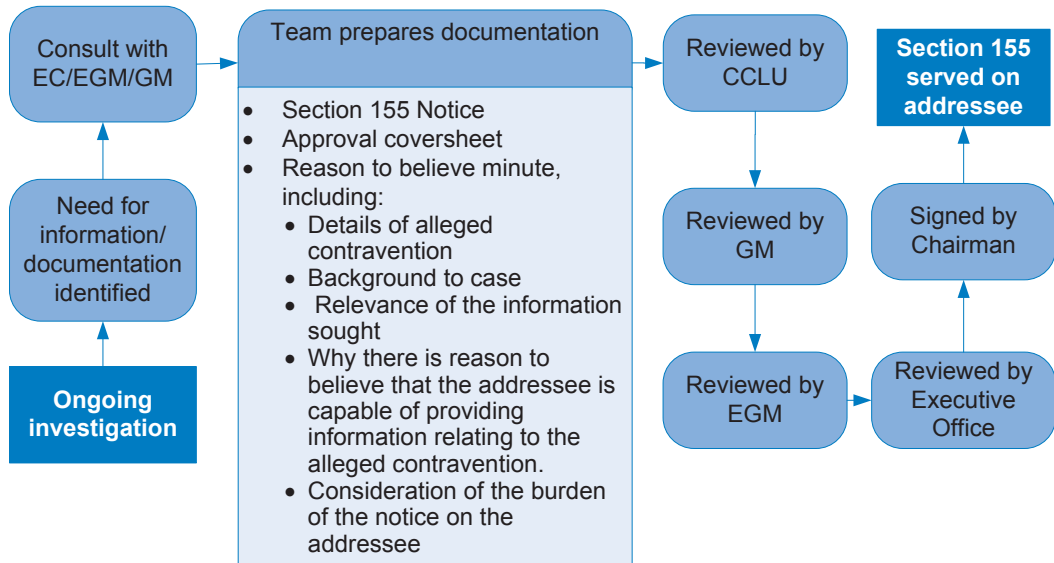 Ongoing
investigation
Need for
information/
documentation
identified
Consult with
EC/EGM/GM
Team prepares documentation
• Section 155 Notice
• Approval coversheet
• Reason to believe minute,
including:
• Details of alleged
contravention
• Background to case
• Relevance of the information
sought
• Why there is reason to
believe that the addressee is
capable of providing
information relating to the
alleged contravention.
• Consideration of the burden
of the notice on the
addressee
Reviewed by
CCLU
Reviewed by
GM
Reviewed by
EGM
Reviewed by
Executive
Office
Signed by
Chairman
Section 155
served on
addressee